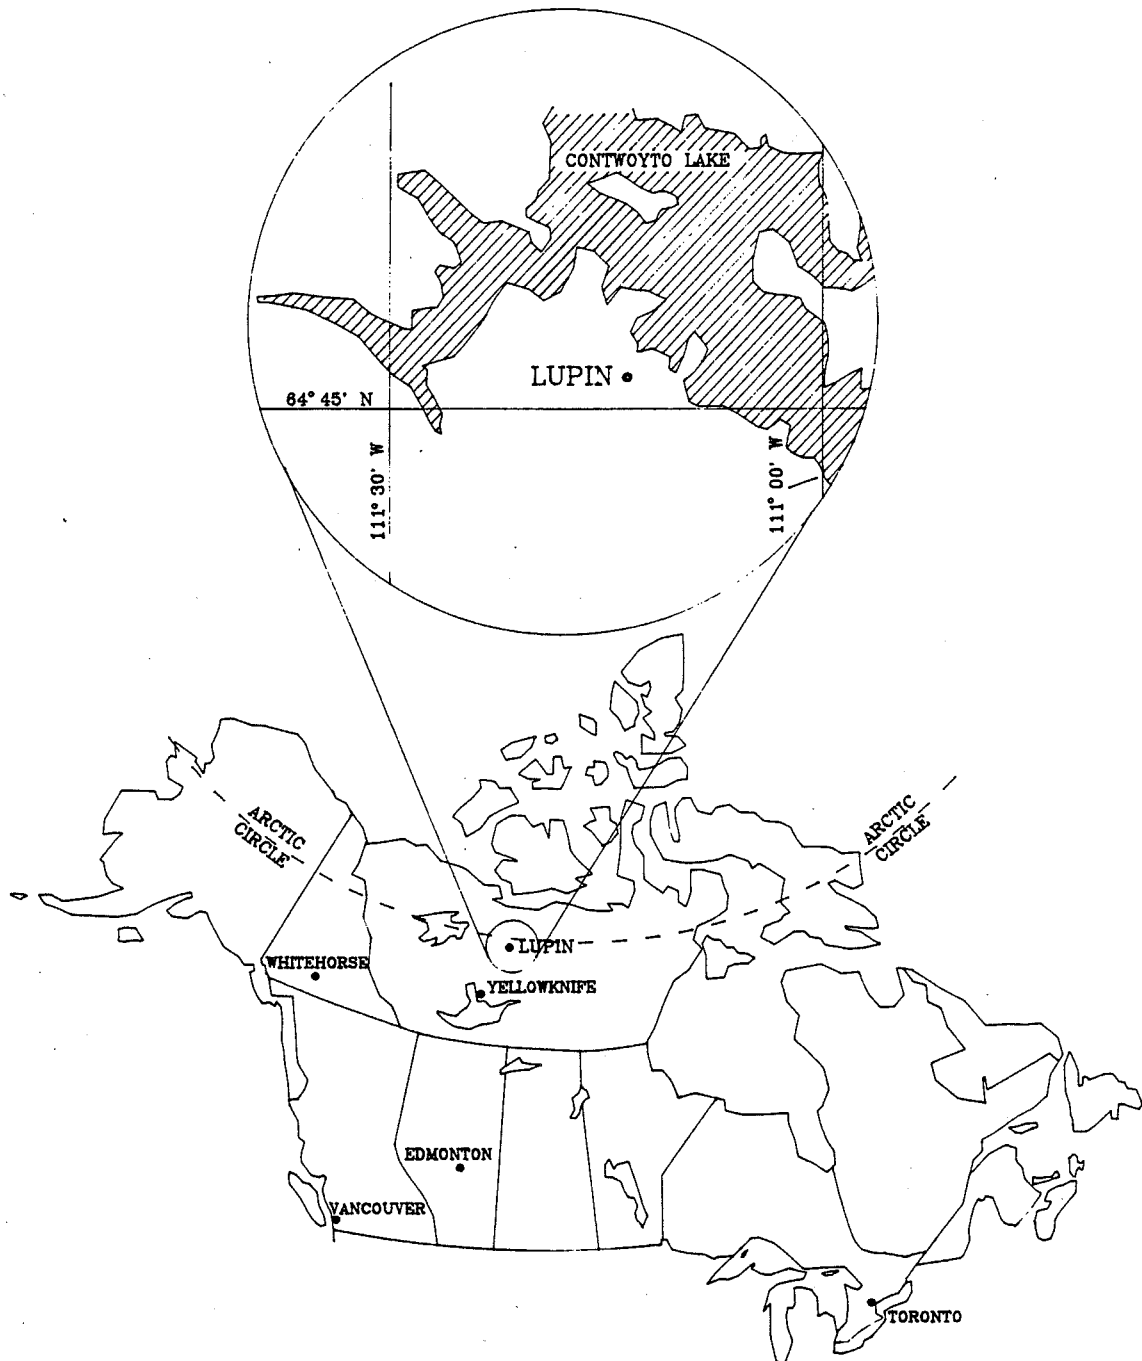 CONTWOYTO LAKE
LUPIN
64° 45' N
111° 30' W
111° 00' W
ARCTIC
CIRCLE
ARCTIC
CIRCLE
LUPIN
WHITEHORSE
YELLOWKNIFE
EDMONTON
VANCOUVER
TORONTO